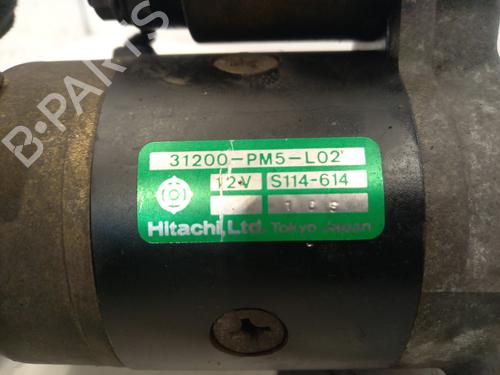 B-PARTS
31200-PM5-L02
12V S114-614
Hitachi, Ltd. Tokyo Japan